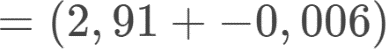 = (2, 91 + −0, 006)